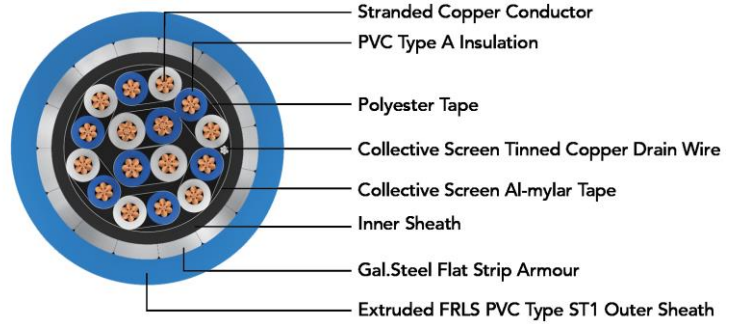 Stranded Copper Conductor
PVC Type A Insulation
Polyester Tape
Collective Screen Tinned Copper Drain Wire
Collective Screen Al-mylar Tape
Inner Sheath
Gal.Steel Flat Strip Armour
Extruded FRLS PVC Type ST1 Outer Sheath